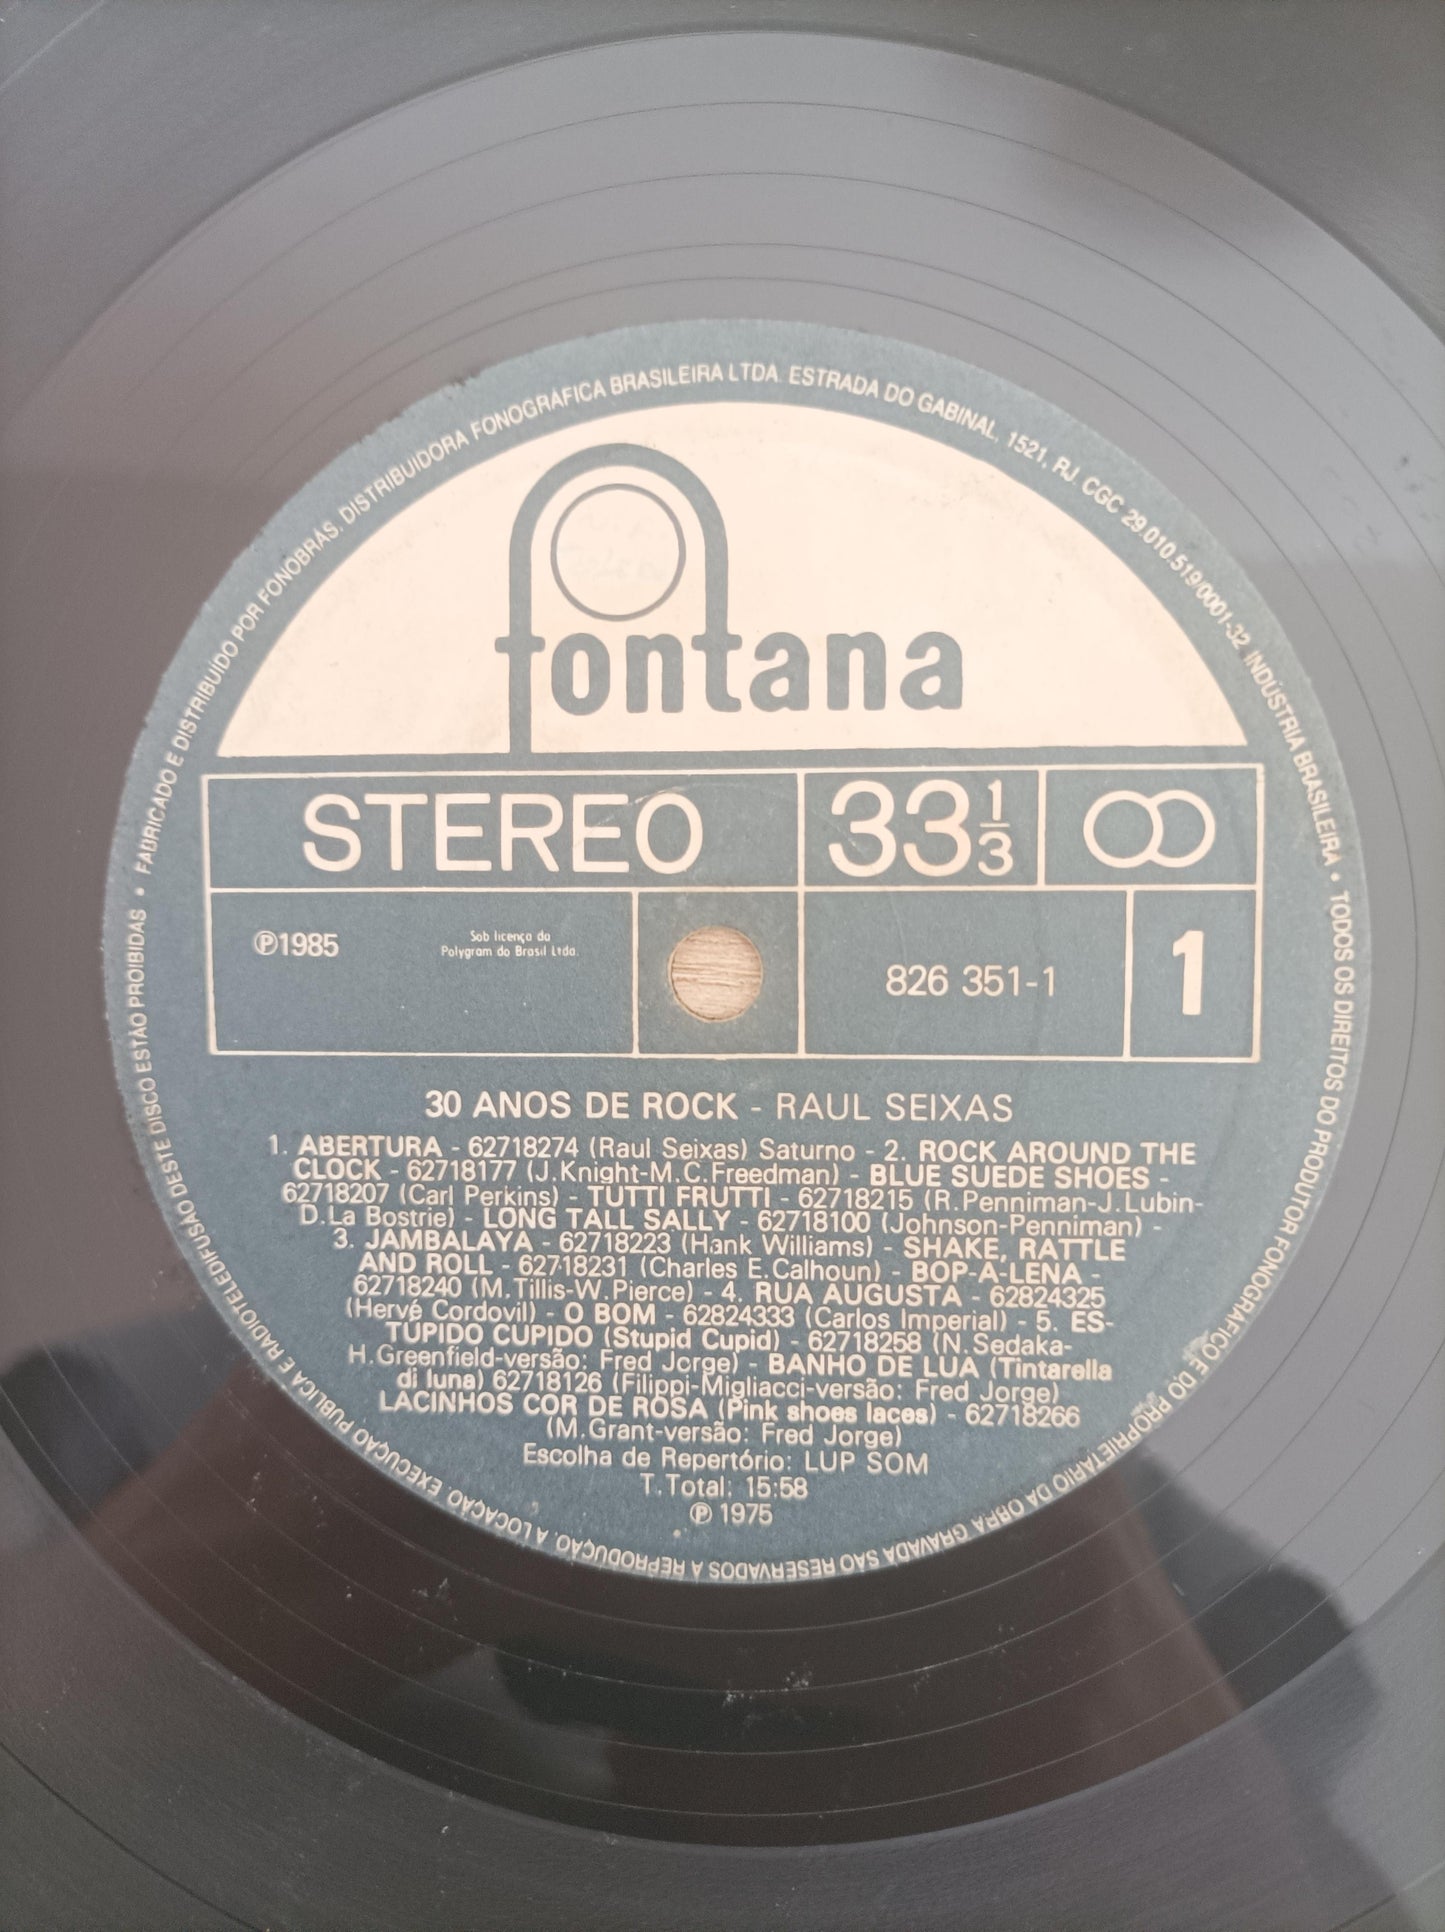 FABRICADO E DISTRIBUÍDO POR FONOBRÁS. DISTRIBUIDORA FONOGRÁFICA BRASILEIRA LTDA. ESTRADA DO GABINAL, 1521, RJ. CGC 29.010.519/0001-32 INDÚSTRIA BRASILEIRA • TODOS OS DIREITOS DO PRODUTOR FONOGRÁFICO E DO PROPRIETÁRIO DA OBRA GRAVADA SÃO RESERVADOS A REPRODUÇÃO. A LOCAÇÃO. EXECUÇÃO PÚBLICA E RADIOTELEDIFUSÃO DESTE DISCO ESTÃO PROIBIDAS •
fontana
STEREO
33 1/3
℗1985
Sob licença da
Polygram do Brasil Ltda.
826 351-1
1
30 ANOS DE ROCK - RAUL SEIXAS
1. ABERTURA - 62718274 (Raul Seixas) Saturno - 2. ROCK AROUND THE
CLOCK - 62718177 (J.Knight-M.C.Freedman) - BLUE SUEDE SHOES -
62718207 (Carl Perkins) - TUTTI FRUTTI - 62718215 (R.Penniman-J.Lubin-
D.La Bostrie) - LONG TALL SALLY - 62718100 (Johnson-Penniman) -
3. JAMBALAYA - 62718223 (Hank Williams) - SHAKE, RATTLE
AND ROLL - 62718231 (Charles E.Calhoun) - BOP-A-LENA -
62718240 (M.Tillis-W.Pierce) - 4. RUA AUGUSTA - 62824325
(Hervé Cordovil) - O BOM - 62824333 (Carlos Imperial) - 5. ES-
TÚPIDO CUPIDO (Stupid Cupid) - 62718258 (N.Sedaka-
H.Greenfield-versão: Fred Jorge) - BANHO DE LUA (Tintarella
di luna) 62718126 (Filippi-Migliacci-versão: Fred Jorge)
LACINHOS COR DE ROSA (Pink shoes laces) - 62718266
(M.Grant-versão: Fred Jorge)
Escolha de Repertório: LUP SOM
T.Total: 15:58
℗ 1975